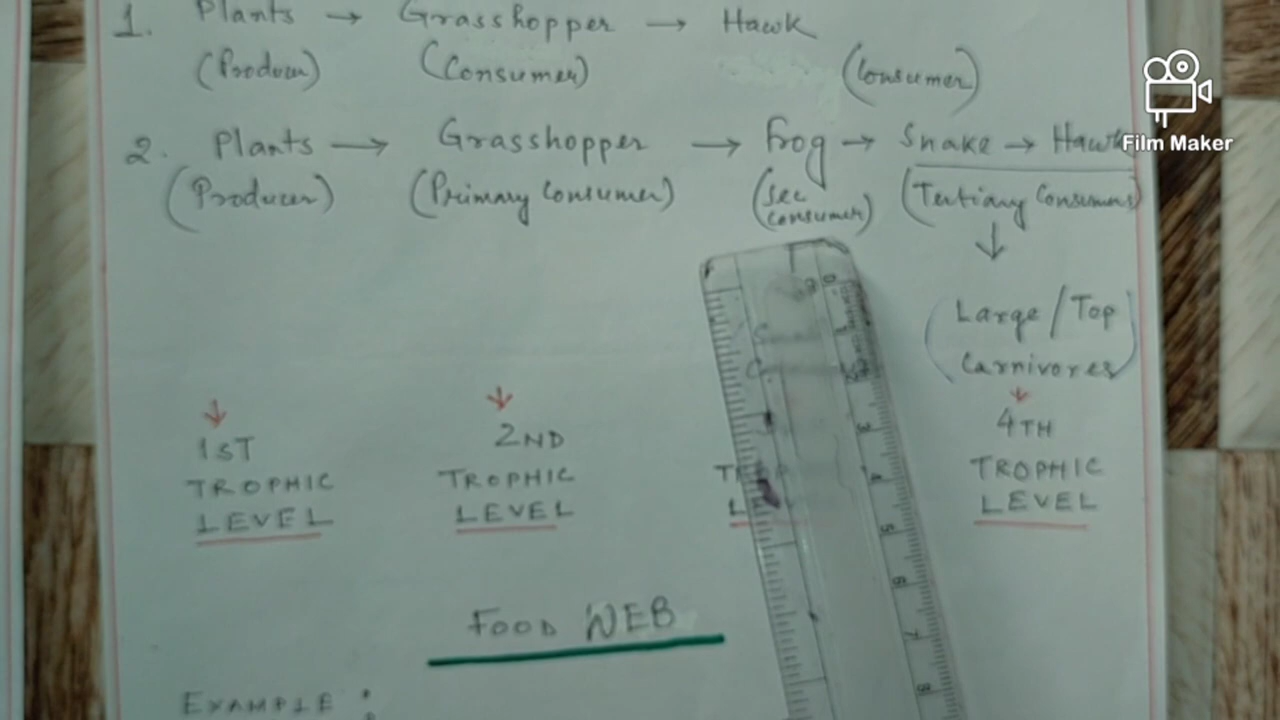 1. Plants → Grasshopper → Hawk
(Producer) (Consumer) (Consumer)
2. Plants → Grasshopper → Frog → Snake → Hawk
(Producer) (Primary Consumer) (Sec consumer) (Tertiary Consumers)
↓
(Large / Top Carnivores)
↓ ↓ ↓
1ST TROPHIC LEVEL
2ND TROPHIC LEVEL
4TH TROPHIC LEVEL
FOOD WEB
EXAMPLE :
Film Maker